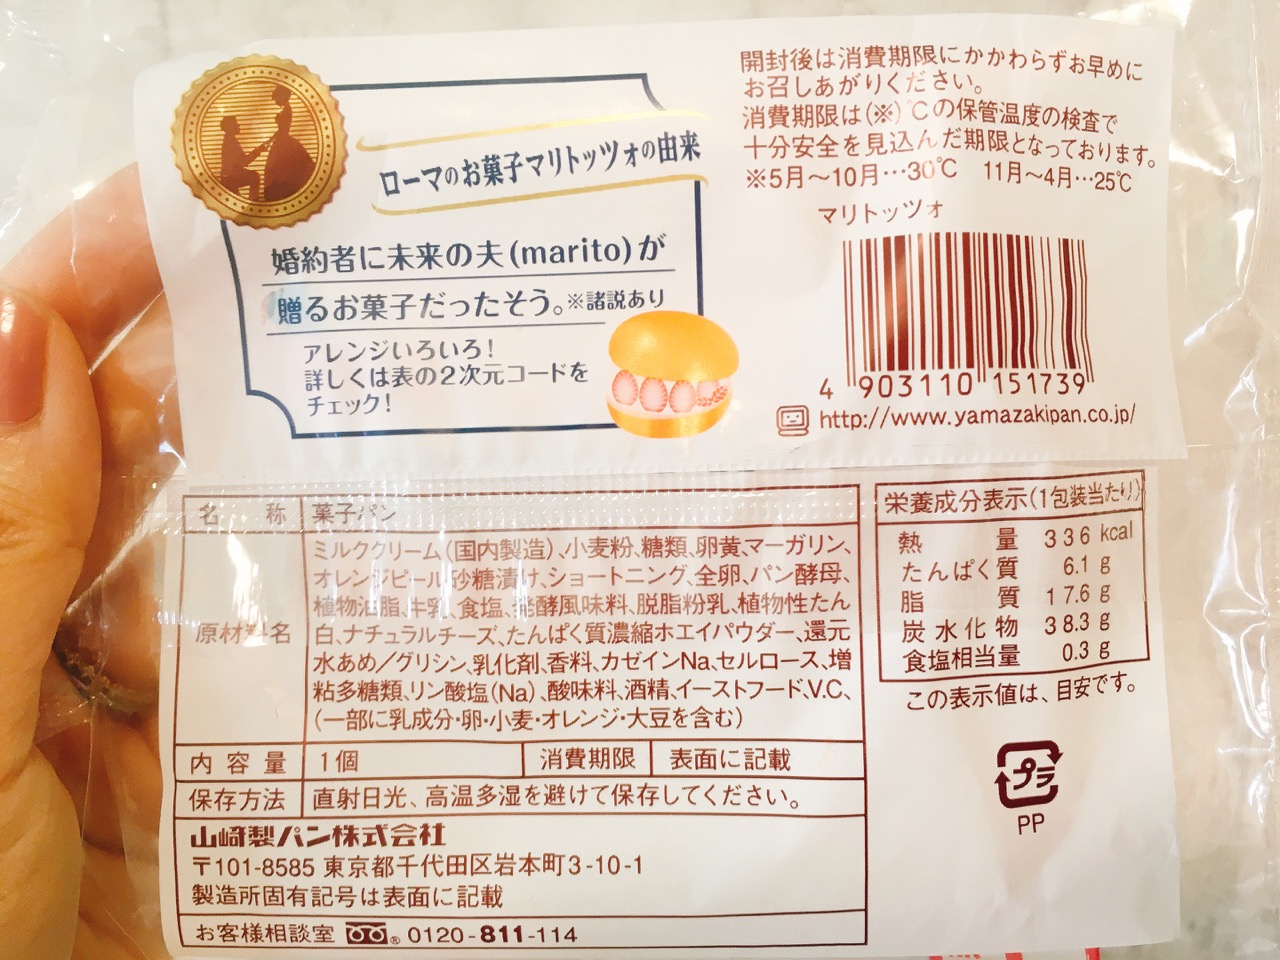 ローマのお菓子マリトッツォの由来
婚約者に未来の夫(marito)が
贈るお菓子だったそう。※諸説あり
アレンジいろいろ!
詳しくは表の2次元コードを
チェック!
開封後は消費期限にかかわらずお早めに
お召しあがりください。
消費期限は(※)℃の保管温度の検査で
十分安全を見込んだ期限となっております。
※5月〜10月…30℃ 11月〜4月…25℃
マリトッツォ
4 903110 151739
http://www.yamazakipan.co.jp/
名称 菓子パン
原材料名
ミルククリーム(国内製造)、小麦粉、糖類、卵黄、マーガリン、
オレンジピール砂糖漬け、ショートニング、全卵、パン酵母、
植物油脂、牛乳、食塩、発酵風味料、脱脂粉乳、植物性たん
白、ナチュラルチーズ、たんぱく質濃縮ホエイパウダー、還元
水あめ/グリシン、乳化剤、香料、カゼインNa、セルロース、増
粘多糖類、リン酸塩(Na)、酸味料、酒精、イーストフード、V.C、
(一部に乳成分・卵・小麦・オレンジ・大豆を含む)
内容量 1個 消費期限 表面に記載
保存方法 直射日光、高温多湿を避けて保存してください。
山崎製パン株式会社
〒101-8585 東京都千代田区岩本町3-10-1
製造所固有記号は表面に記載
お客様相談室 ® 0120-811-114
栄養成分表示(1包装当たり)
熱量 336 kcal
たんぱく質 6.1 g
脂質 17.6 g
炭水化物 38.3 g
食塩相当量 0.3 g
この表示値は、目安です。
プラ
PP